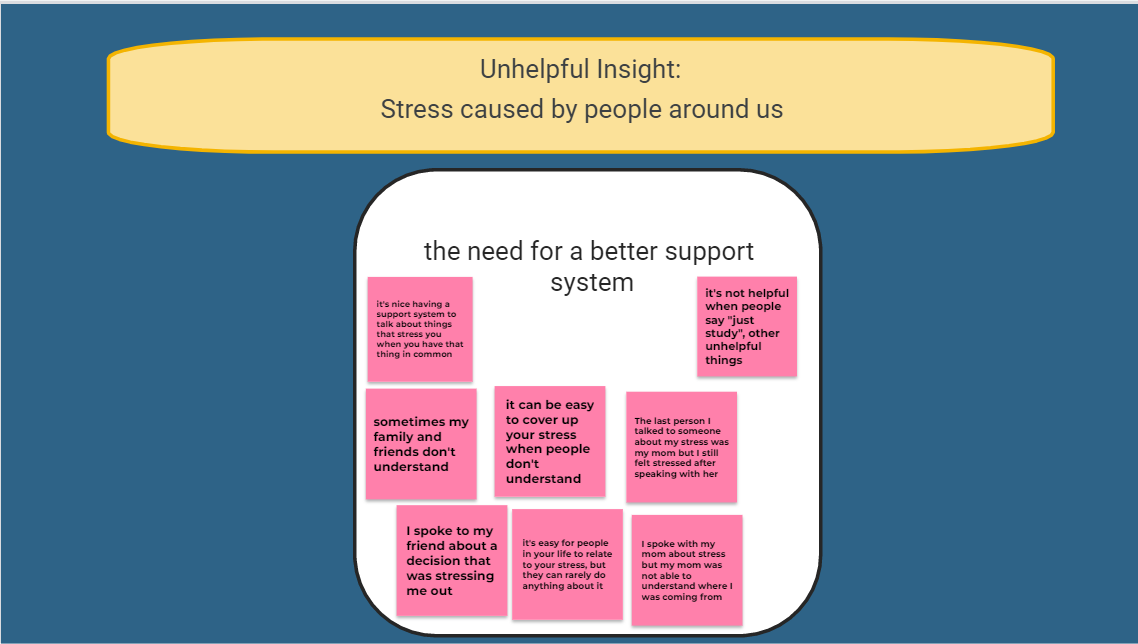 Unhelpful Insight:
Stress caused by people around us
the need for a better support
system
it's nice having a
support system to
talk about things
that stress you
when you have that
thing in common
it's not helpful
when people
say "just
study", other
unhelpful
things
sometimes my
family and
friends don't
understand
it can be easy
to cover up
your stress
when people
don't
understand
The last person I
talked to someone
about my stress was
my mom but I still
felt stressed after
speaking with her
I spoke to my
friend about a
decision that
was stressing
me out
it's easy for people
in your life to relate
to your stress, but
they can rarely do
anything about it
I spoke with my
mom about stress
but my mom was
not able to
understand where I
was coming from